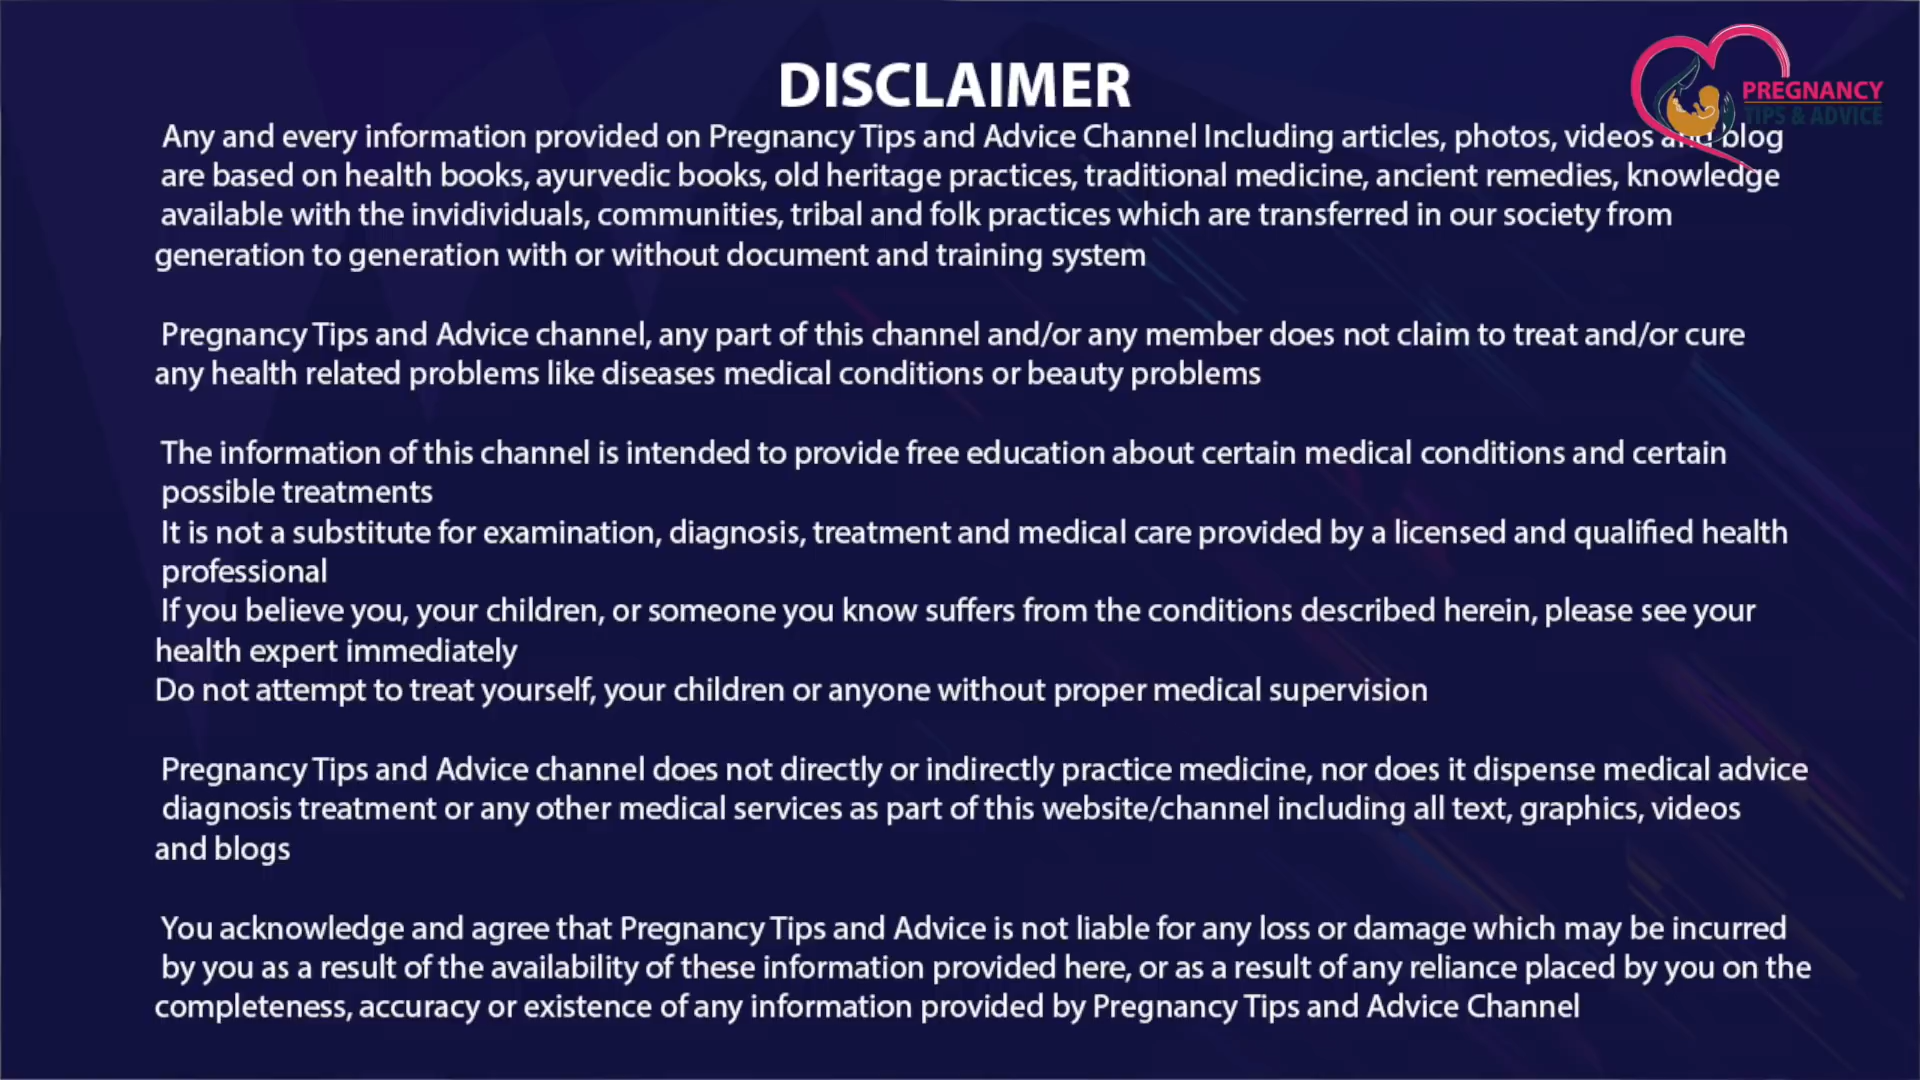 DISCLAIMER
PREGNANCY
TIPS & ADVICE
Any and every information provided on Pregnancy Tips and Advice Channel Including articles, photos, videos and blog
are based on health books, ayurvedic books, old heritage practices, traditional medicine, ancient remedies, knowledge
available with the invidividuals, communities, tribal and folk practices which are transferred in our society from
generation to generation with or without document and training system
Pregnancy Tips and Advice channel, any part of this channel and/or any member does not claim to treat and/or cure
any health related problems like diseases medical conditions or beauty problems
The information of this channel is intended to provide free education about certain medical conditions and certain
possible treatments
It is not a substitute for examination, diagnosis, treatment and medical care provided by a licensed and qualified health
professional
If you believe you, your children, or someone you know suffers from the conditions described herein, please see your
health expert immediately
Do not attempt to treat yourself, your children or anyone without proper medical supervision
Pregnancy Tips and Advice channel does not directly or indirectly practice medicine, nor does it dispense medical advice
diagnosis treatment or any other medical services as part of this website/channel including all text, graphics, videos
and blogs
You acknowledge and agree that Pregnancy Tips and Advice is not liable for any loss or damage which may be incurred
by you as a result of the availability of these information provided here, or as a result of any reliance placed by you on the
completeness, accuracy or existence of any information provided by Pregnancy Tips and Advice Channel